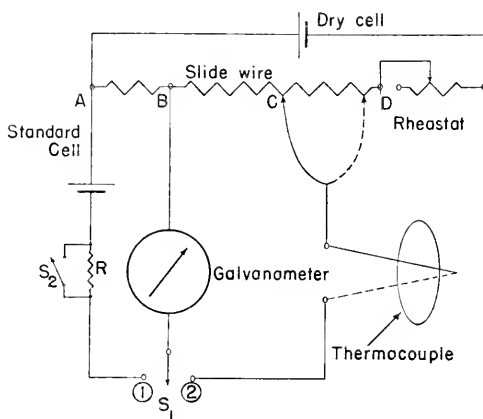 Dry cell
Slide wire
A
B
C
D
Rheostat
Standard
Cell
S2
R
Galvanometer
Thermocouple
1
S1
2